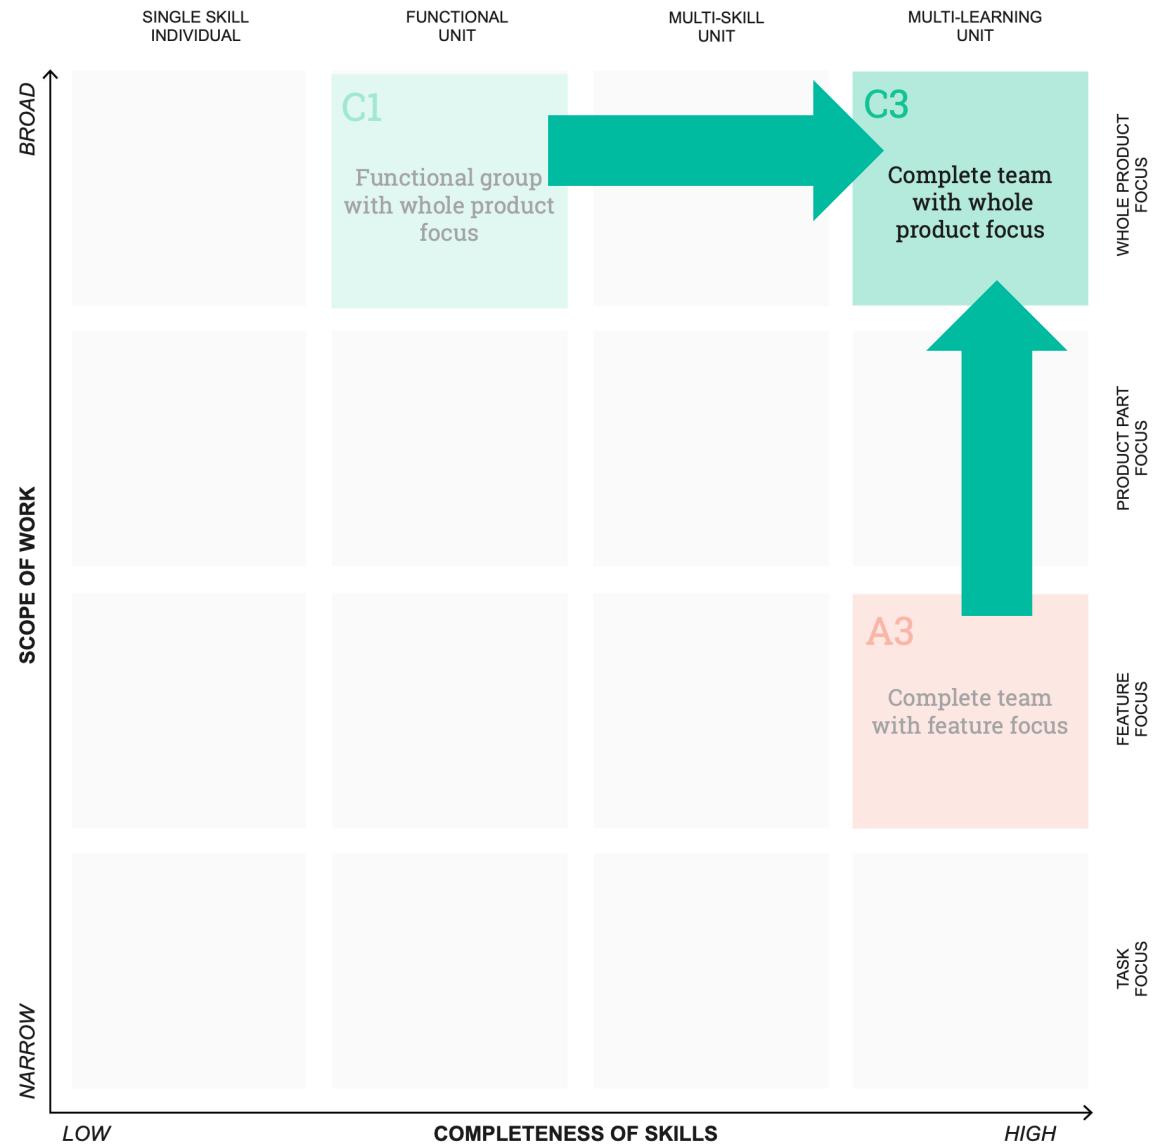 SINGLE SKILL
INDIVIDUAL
FUNCTIONAL
UNIT
MULTI-SKILL
UNIT
MULTI-LEARNING
UNIT
BROAD
C1
Functional group
with whole product
focus
C3
Complete team
with whole
product focus
WHOLE PRODUCT
FOCUS
PRODUCT PART
FOCUS
SCOPE OF WORK
A3
Complete team
with feature focus
FEATURE
FOCUS
TASK
FOCUS
NARROW
LOW
COMPLETENESS OF SKILLS
HIGH